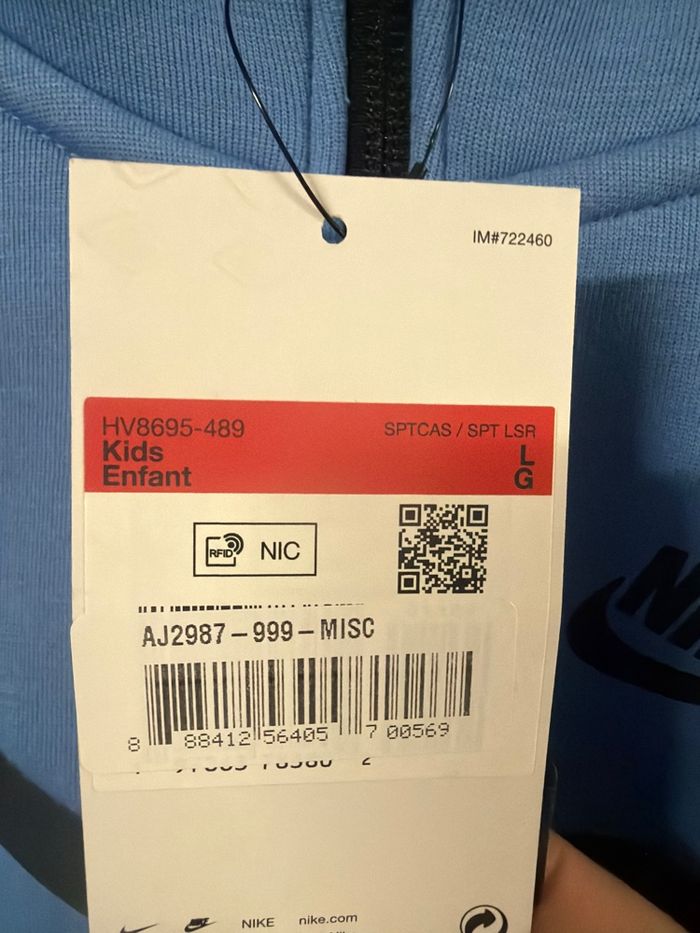 IM#722460
HV8695-489 SPTCAS / SPT LSR
Kids L
Enfant G
RFID NIC
AJ2987-999-MISC
8 88412 56405 7 00569
NIKE nike.com